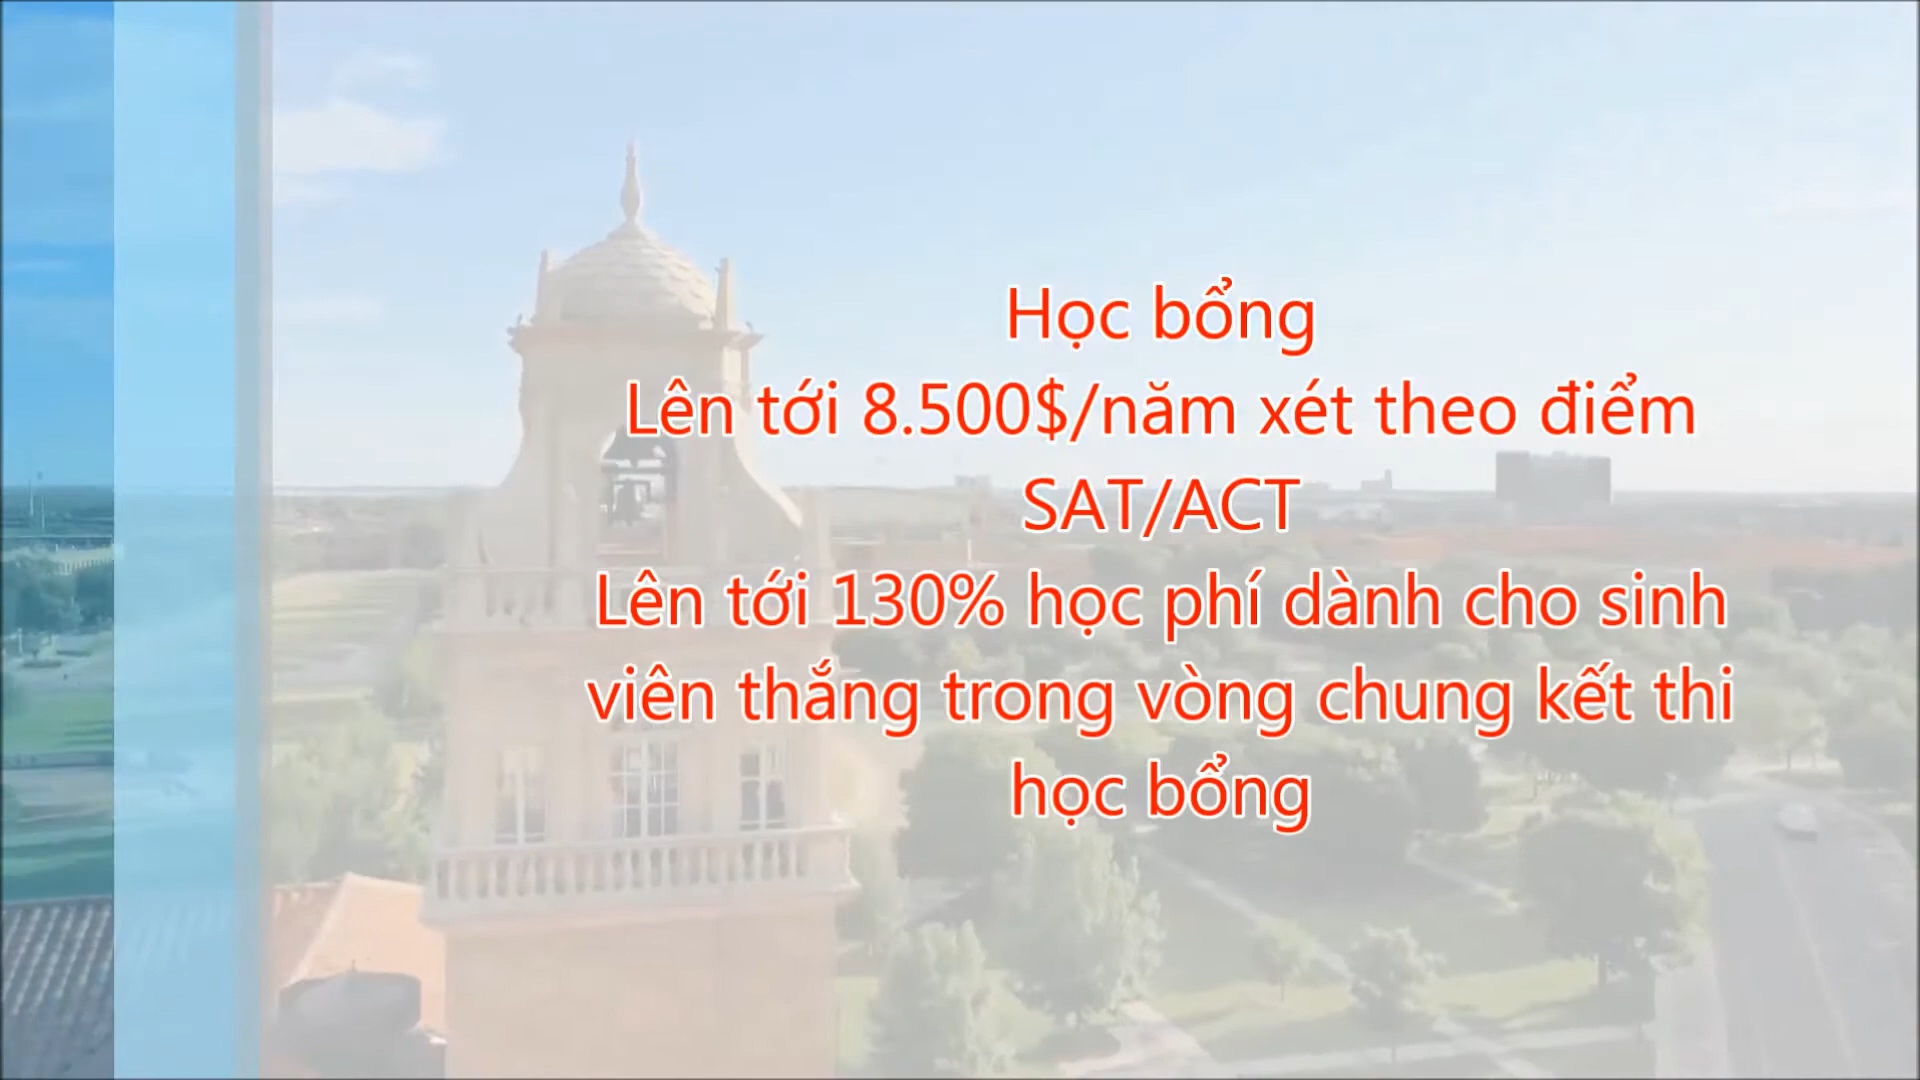 Học bổng
Lên tới 8.500$/năm xét theo điểm
SAT/ACT
Lên tới 130% học phí dành cho sinh
viên thắng trong vòng chung kết thi
học bổng